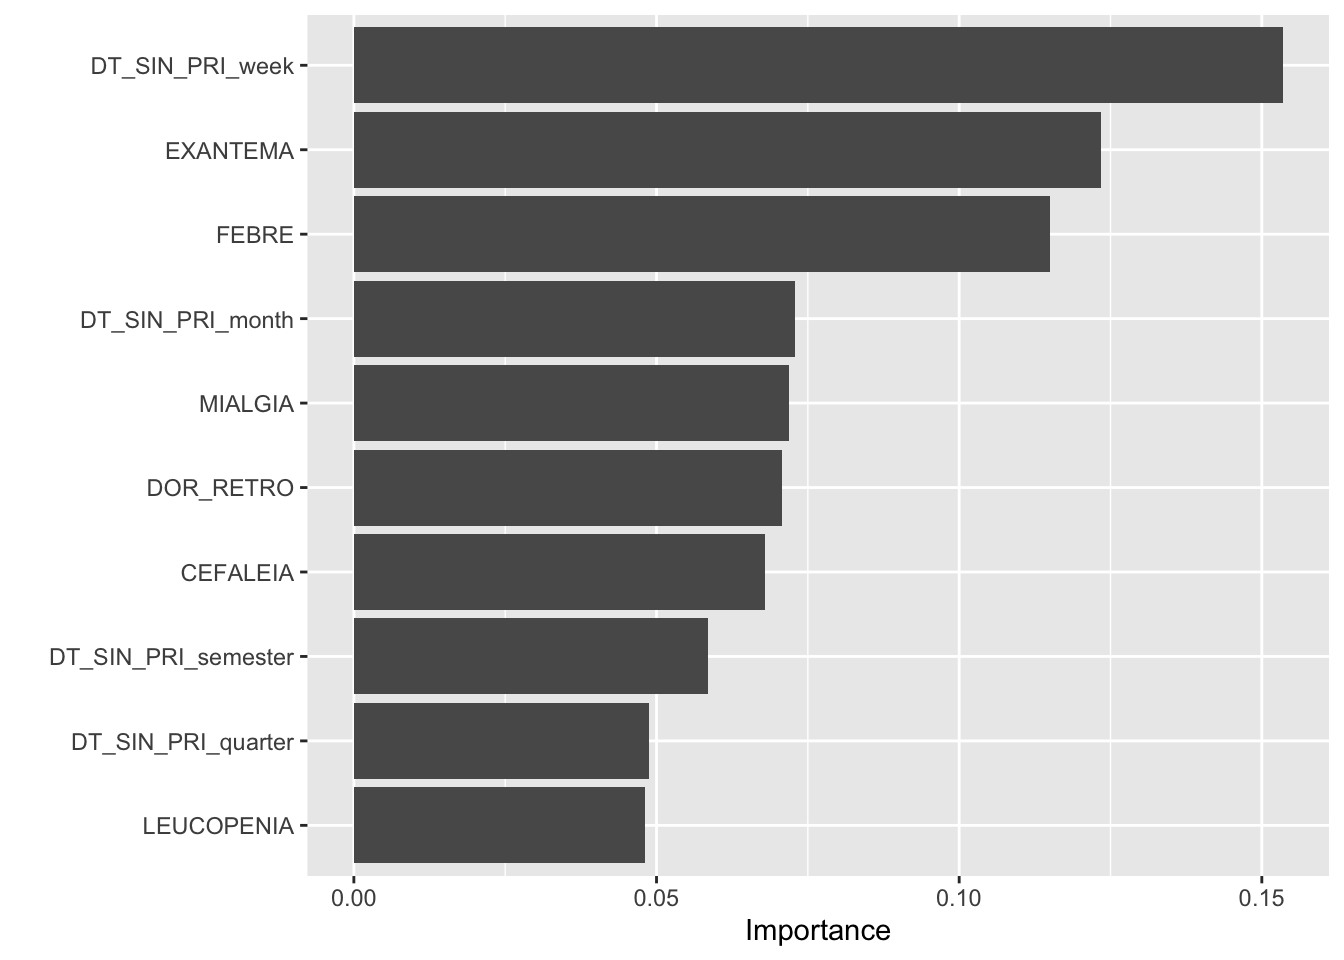 DT_SIN_PRI_week
EXANTEMA
FEBRE
DT_SIN_PRI_month
MIALGIA
DOR_RETRO
CEFALEIA
DT_SIN_PRI_semester
DT_SIN_PRI_quarter
LEUCOPENIA
0.00 0.05 0.10 0.15
Importance